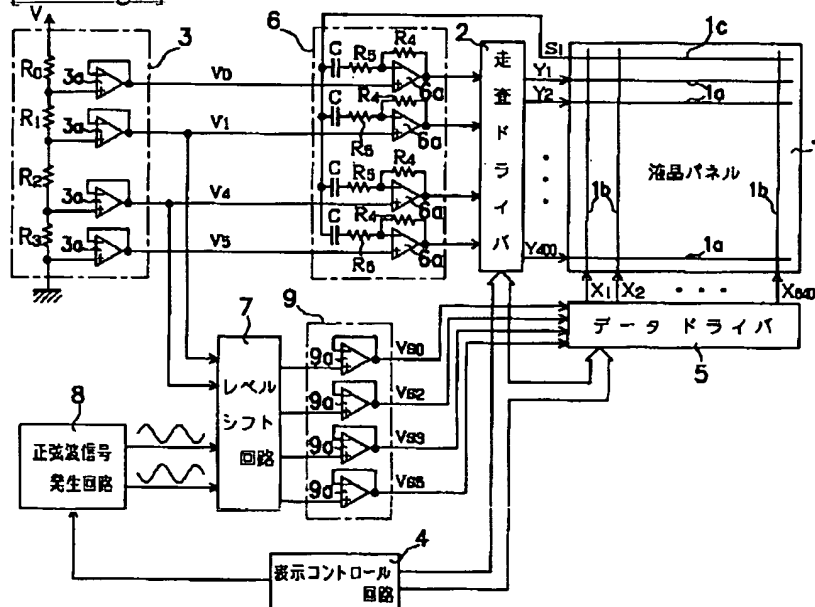 V
3
6
C
R5
R4
2
S1
1c
R0
3a
V0
6a
走査ドライバ
Y1
1a
C
R4
Y2
1a
R1
3a
V1
R5
6a
1
液晶パネル
C
R5
R4
1b
1b
R2
3a
V4
6a
C
R5
R4
R3
3a
V5
6a
Y400
1a
X1 X2 X640
7
9
データ ドライバ
5
レベル
シフト
回路
9a
VS0
9a
VS2
9a
VS3
9a
VS5
8
正弦波信号
発生回路
4
表示コントロール
回路